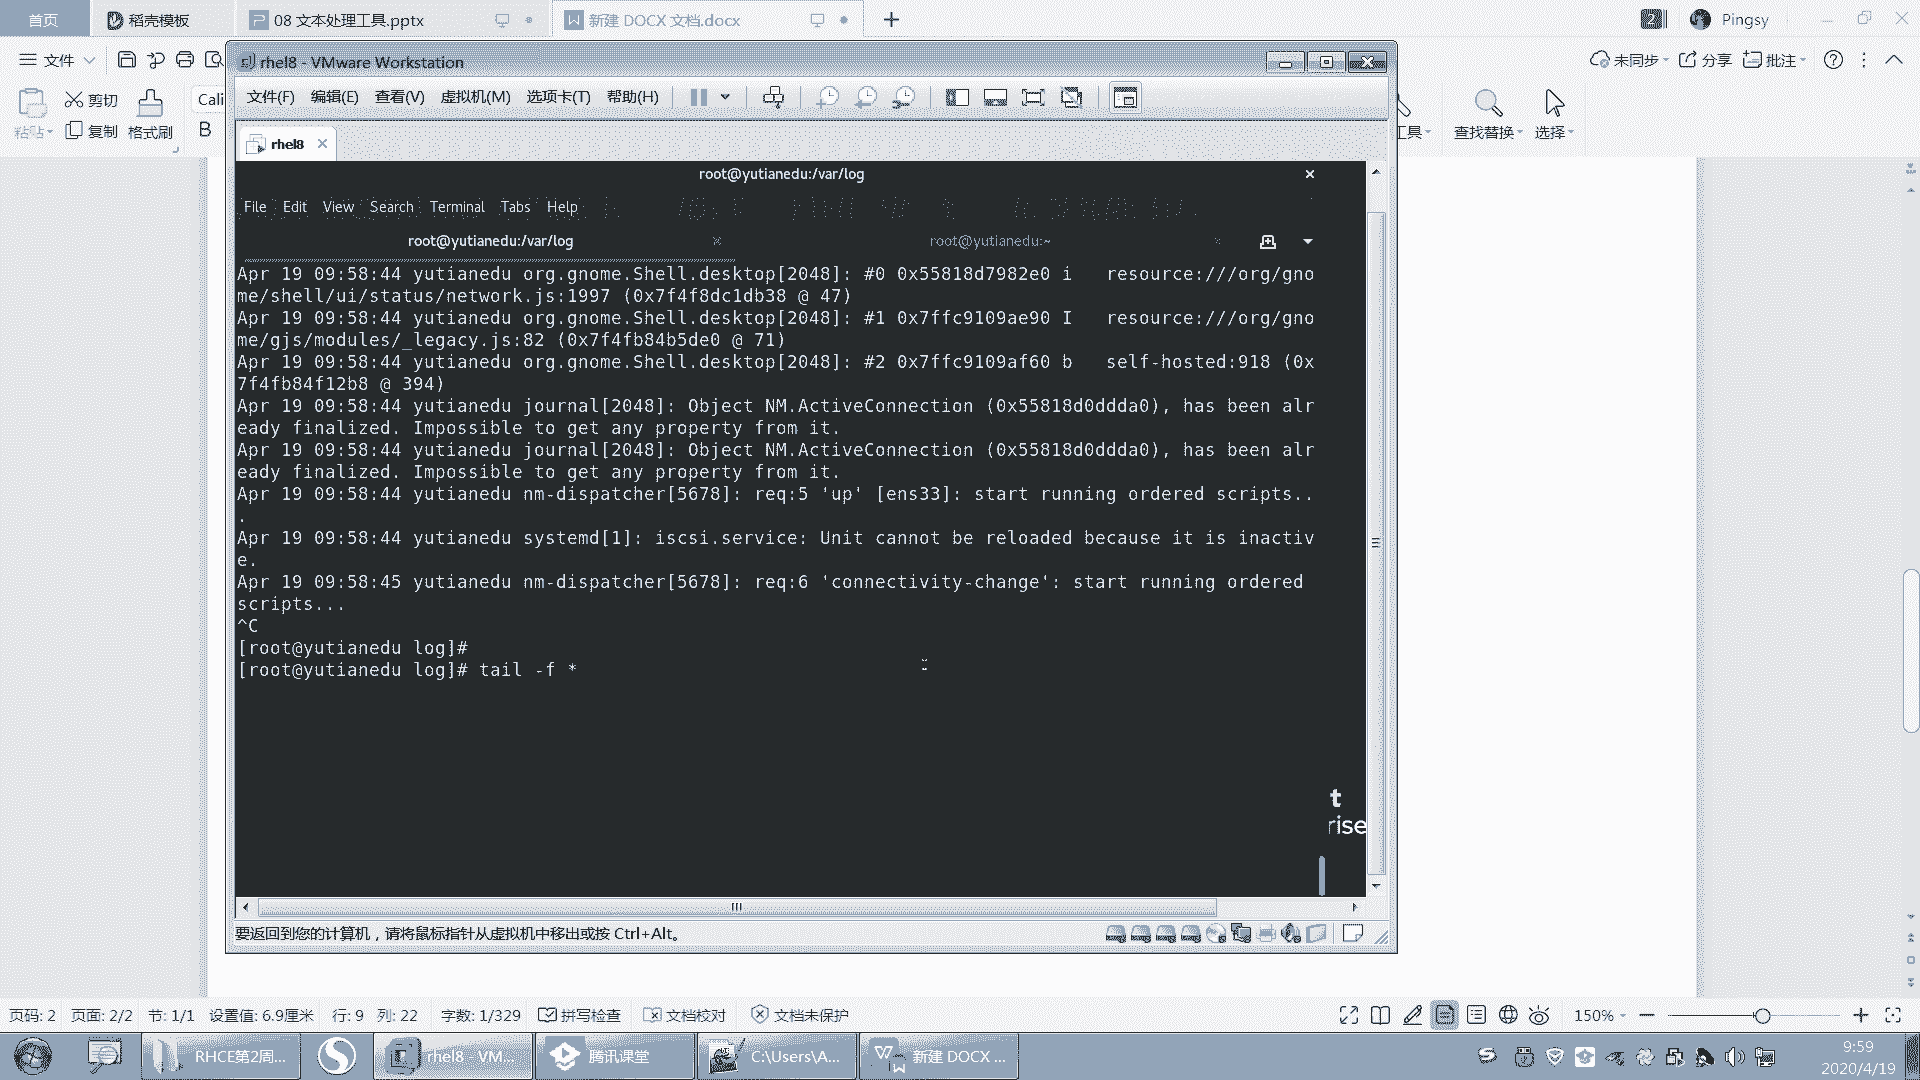 首页
稻壳模板
08 文本处理工具.pptx
新建 DOCX 文档.docx
2
Pingsy
文件
未同步
分享
批注
rhel8 - VMware Workstation
粘贴
剪切
复制
格式刷
Cali
B
工具
查找替换
选择
文件(F) 编辑(E) 查看(V) 虚拟机(M) 选项卡(T) 帮助(H)
rhel8
root@yutianedu:/var/log
File Edit View Search Terminal Tabs Help
root@yutianedu:/var/log
root@yutianedu:~
Apr 19 09:58:44 yutianedu org.gnome.Shell.desktop[2048]: #0 0x55818d7982e0 i   resource:///org/gno
me/shell/ui/status/network.js:1997 (0x7f4f8dc1db38 @ 47)
Apr 19 09:58:44 yutianedu org.gnome.Shell.desktop[2048]: #1 0x7ffc9109ae90 I   resource:///org/gno
me/gjs/modules/_legacy.js:82 (0x7f4fb84b5de0 @ 71)
Apr 19 09:58:44 yutianedu org.gnome.Shell.desktop[2048]: #2 0x7ffc9109af60 b   self-hosted:918 (0x
7f4fb84f12b8 @ 394)
Apr 19 09:58:44 yutianedu journal[2048]: Object NM.ActiveConnection (0x55818d0ddda0), has been alr
eady finalized. Impossible to get any property from it.
Apr 19 09:58:44 yutianedu journal[2048]: Object NM.ActiveConnection (0x55818d0ddda0), has been alr
eady finalized. Impossible to get any property from it.
Apr 19 09:58:44 yutianedu nm-dispatcher[5678]: req:5 'up' [ens33]: start running ordered scripts..
.
Apr 19 09:58:44 yutianedu systemd[1]: iscsi.service: Unit cannot be reloaded because it is inactiv
e.
Apr 19 09:58:45 yutianedu nm-dispatcher[5678]: req:6 'connectivity-change': start running ordered
scripts...
^C
[root@yutianedu log]#
[root@yutianedu log]# tail -f *
t
rise
要返回到您的计算机，请将鼠标指针从虚拟机中移出或按 Ctrl+Alt。
页码: 2 页面: 2/2 节: 1/1 设置值: 6.9厘米 行: 9 列: 22 字数: 1/329 拼写检查 文档校对 文档未保护
150%
RHCE第2周...
rhel8 - VM...
腾讯课堂
C:\Users\A...
新建 DOCX ...
9:59
2020/4/19